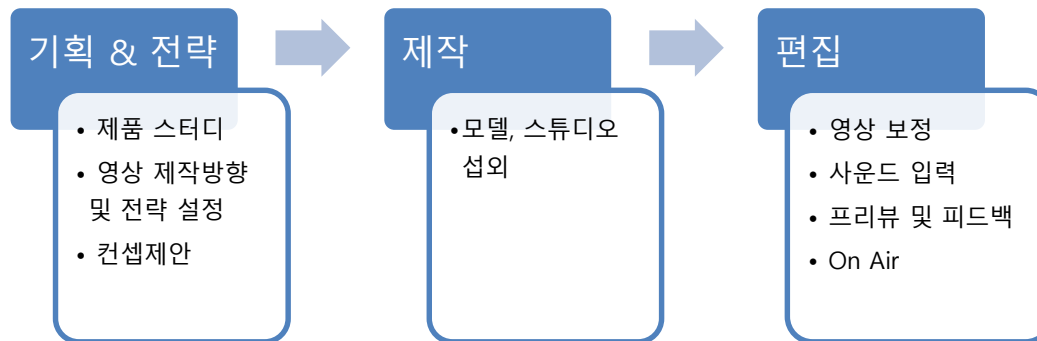 기획 & 전략
• 제품 스터디
• 영상 제작방향
및 전략 설정
• 컨셉제안
제작
•모델, 스튜디오
섭외
편집
• 영상 보정
• 사운드 입력
• 프리뷰 및 피드백
• On Air